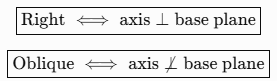 Right ⟺ axis ⊥ base plane
Oblique ⟺ axis ⊥̸ base plane